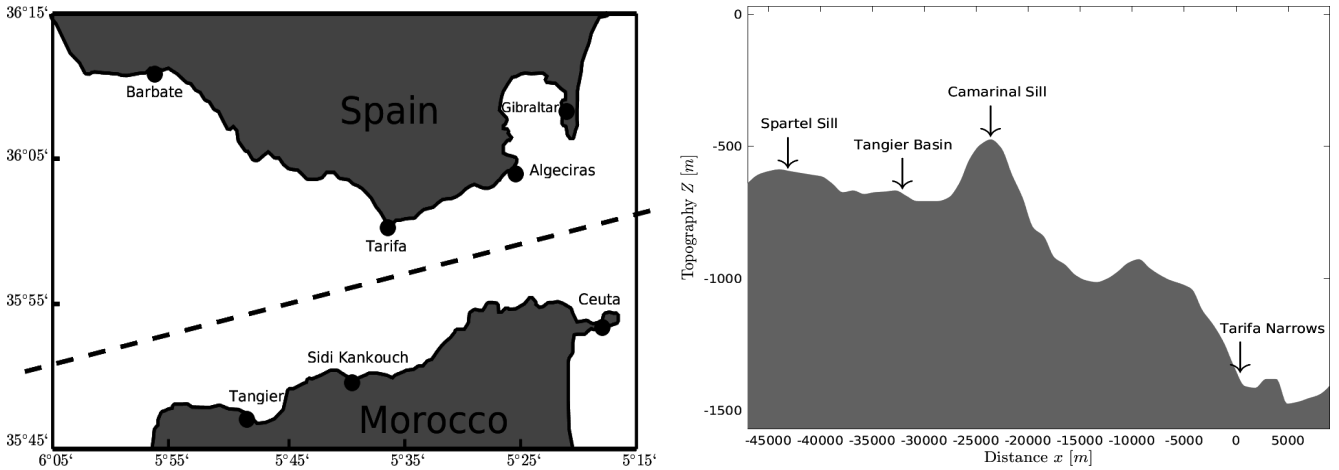 36°15‘
36°05‘
35°55‘
35°45‘
6°05‘ 5°55‘ 5°45‘ 5°35‘ 5°25‘ 5°15‘
Barbate
Spain
Gibraltar
Algeciras
Tarifa
Ceuta
Sidi Kankouch
Tangier
Morocco
Topography Z [m]
0
-500
-1000
-1500
Camarinal Sill
Spartel Sill
Tangier Basin
Tarifa Narrows
-45000 -40000 -35000 -30000 -25000 -20000 -15000 -10000 -5000 0 5000
Distance x [m]